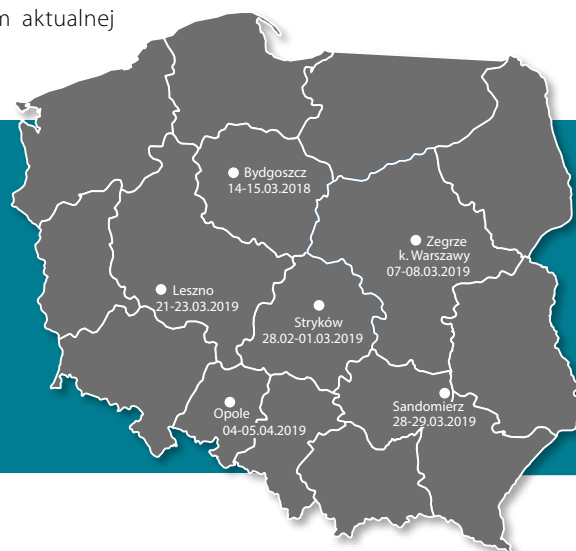 m aktualnej
Bydgoszcz
14-15.03.2018
Zegrze
k. Warszawy
07-08.03.2019
Leszno
21-23.03.2019
Stryków
28.02-01.03.2019
Opole
04-05.04.2019
Sandomierz
28-29.03.2019